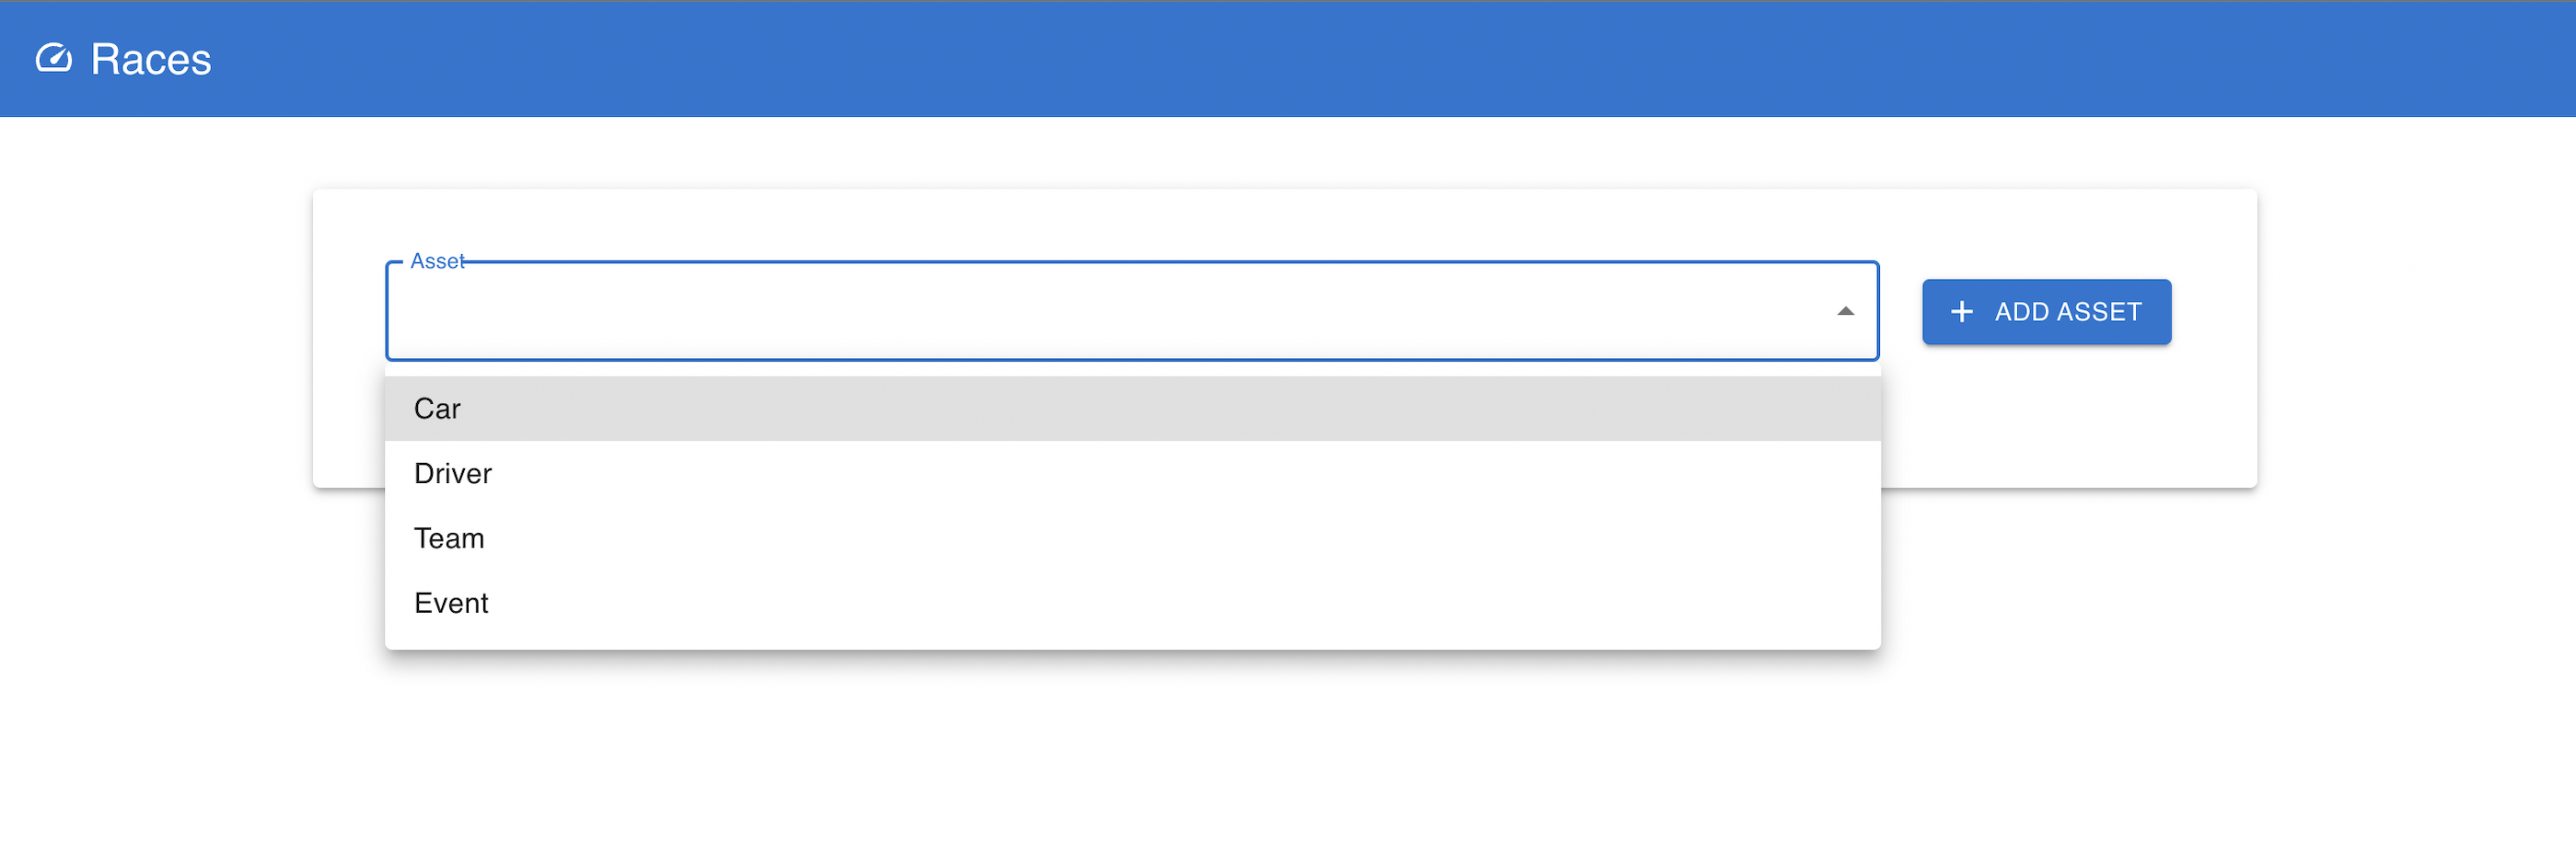 Races
Asset
ADD ASSET
Car
Driver
Team
Event